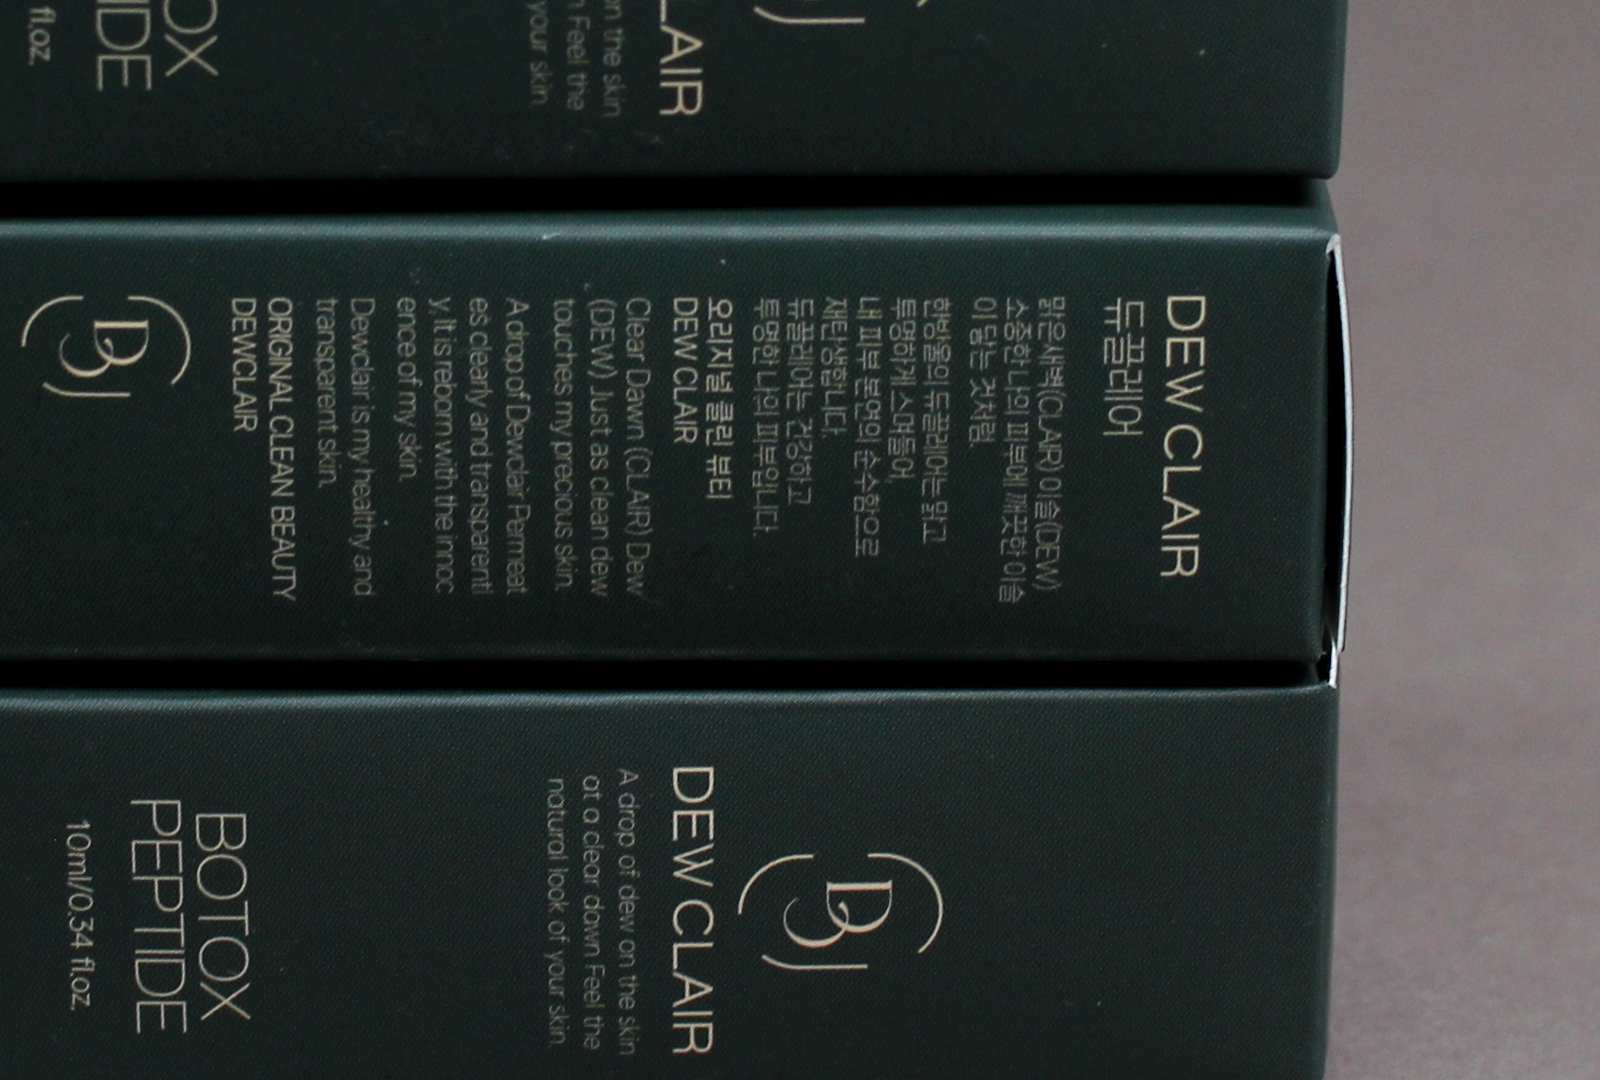 LAIR
on the skin
Feel the
your skin.
OX
IDE
fl.oz.
DEW CLAIR
듀끌레어
맑은새벽(CLAIR) 이슬(DEW)
소중한 나의 피부에 깨끗한 이슬
이 닿는 것처럼.
한방울의 듀끌레어는 맑고
투명하게 스며들어,
내 피부 본연의 순수함으로
재탄생합니다.
듀끌레어는 건강하고
투명한 나의 피부입니다.
오리지널 클린 뷰티
DEW CLAIR
Clear Dawn (CLAIR) Dew
(DEW) Just as clean dew
touches my precious skin.
A drop of Dewclair Permeat
es clearly and transparentl
y, It is reborn with the innoc
ence of my skin.
Dewclair is my healthy and
transparent skin.
ORIGNAL CLEAN BEAUTY
DEWCLAIR
DEW CLAIR
A drop of dew on the skin
at a clear dawn Feel the
natural look of your skin.
BOTOX
PEPTIDE
10ml/0.34 fl.oz.